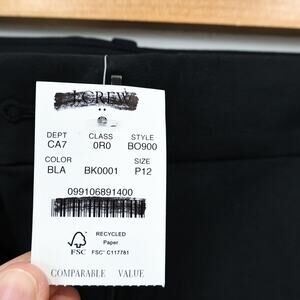 J.CREW
DEPT CLASS STYLE
CA7 0R0 BO900
COLOR SIZE
BLA BK0001 P12
099106891400
FSC
RECYCLED
Paper
FSC® C117781
COMPARABLE VALUE